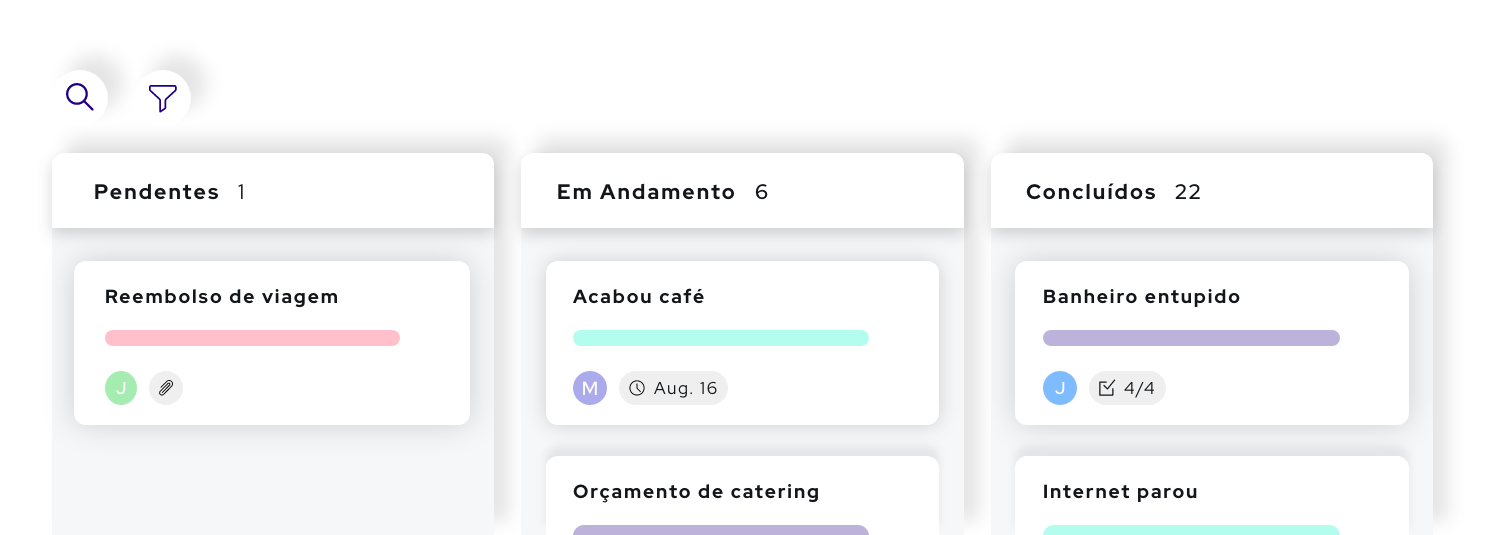 Pendentes 1
Em Andamento 6
Concluídos 22
Reembolso de viagem
J
Acabou café
M Aug. 16
Banheiro entupido
J 4/4
Orçamento de catering
Internet parou